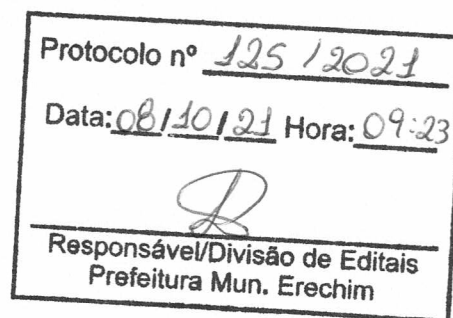 Protocolo nº 125 / 2021
Data: 08/10/21 Hora: 09:23
Responsável/Divisão de Editais
Prefeitura Mun. Erechim